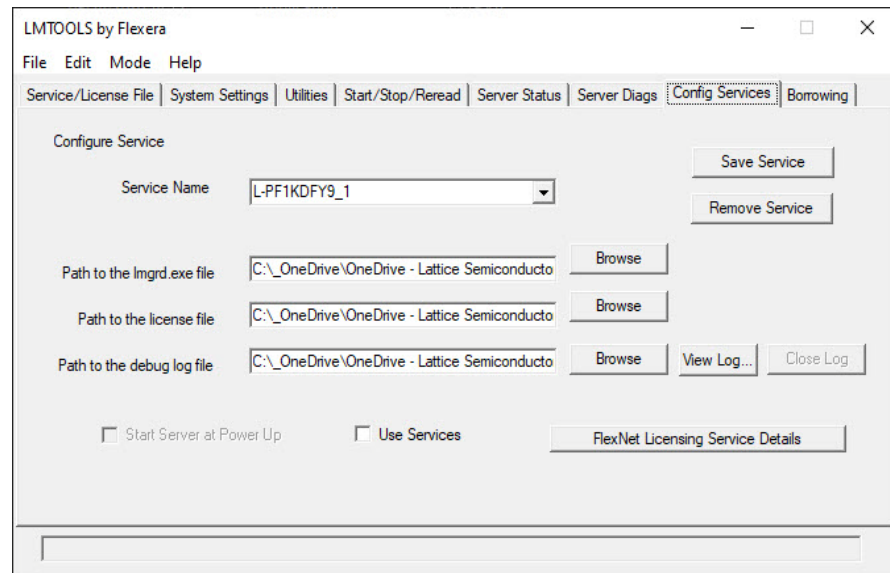 LMTOOLS by Flexera
File Edit Mode Help
Service/License File System Settings Utilities Start/Stop/Reread Server Status Server Diags Config Services Borrowing
Configure Service
Save Service
Service Name L-PF1KDFY9_1
Remove Service
Path to the lmgrd.exe file C:\_OneDrive\OneDrive - Lattice Semiconducto Browse
Path to the license file C:\_OneDrive\OneDrive - Lattice Semiconducto Browse
Path to the debug log file C:\_OneDrive\OneDrive - Lattice Semiconducto Browse View Log... Close Log
Start Server at Power Up Use Services FlexNet Licensing Service Details